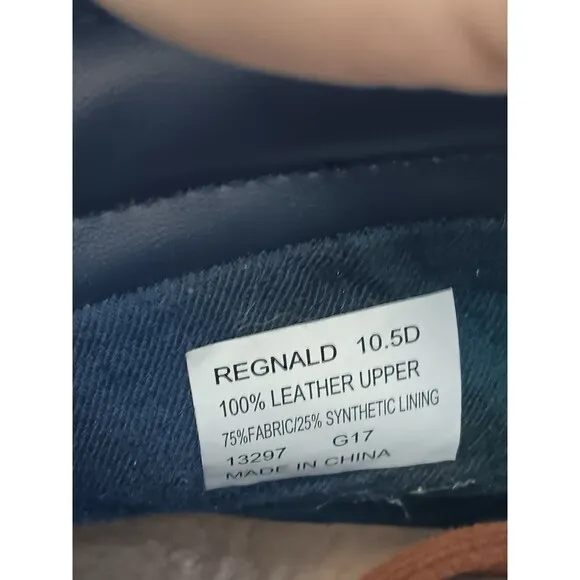 REGNALD 10.5D
100% LEATHER UPPER
75%FABRIC/25% SYNTHETIC LINING
13297 G17
MADE IN CHINA